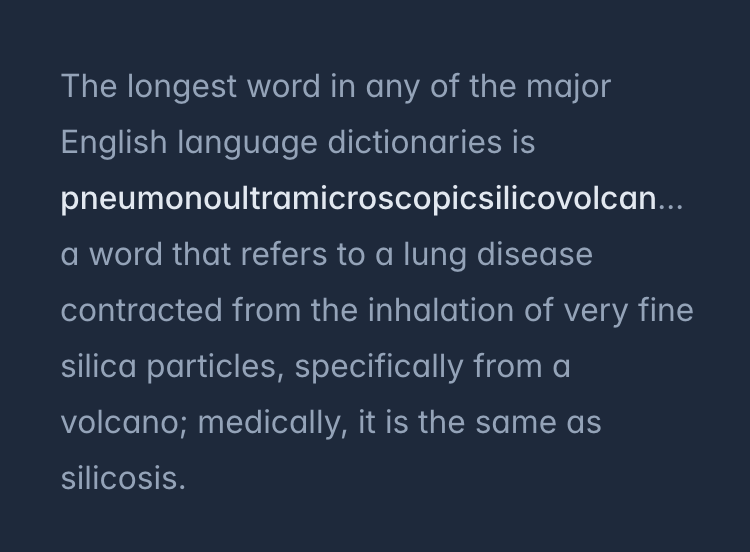 The longest word in any of the major
English language dictionaries is
pneumonoultramicroscopicsilicovolcan...
a word that refers to a lung disease
contracted from the inhalation of very fine
silica particles, specifically from a
volcano; medically, it is the same as
silicosis.